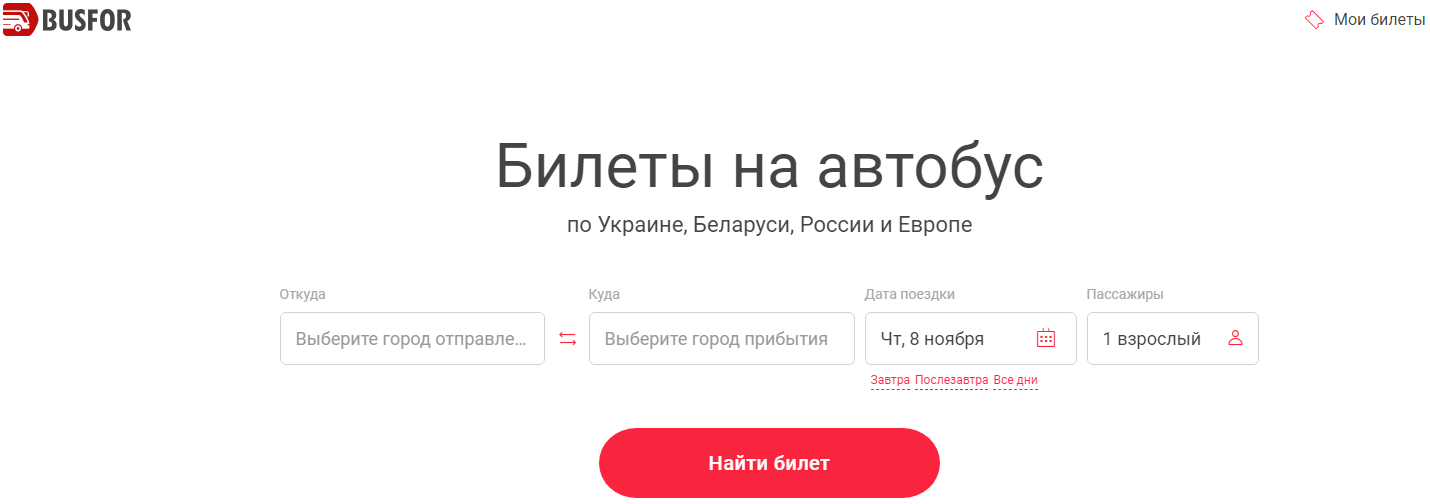 BUSFOR
Мои билеты
Билеты на автобус
по Украине, Беларуси, России и Европе
Откуда
Куда
Дата поездки
Пассажиры
Выберите город отправле...
Выберите город прибытия
Чт, 8 ноября
1 взрослый
Завтра Послезавтра Все дни
Найти билет